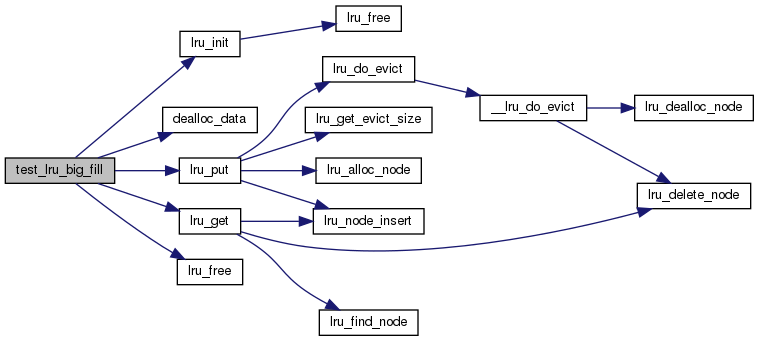 lru_free
lru_init
lru_do_evict
__lru_do_evict
lru_dealloc_node
dealloc_data
lru_get_evict_size
test_lru_big_fill
lru_put
lru_alloc_node
lru_delete_node
lru_get
lru_node_insert
lru_free
lru_find_node